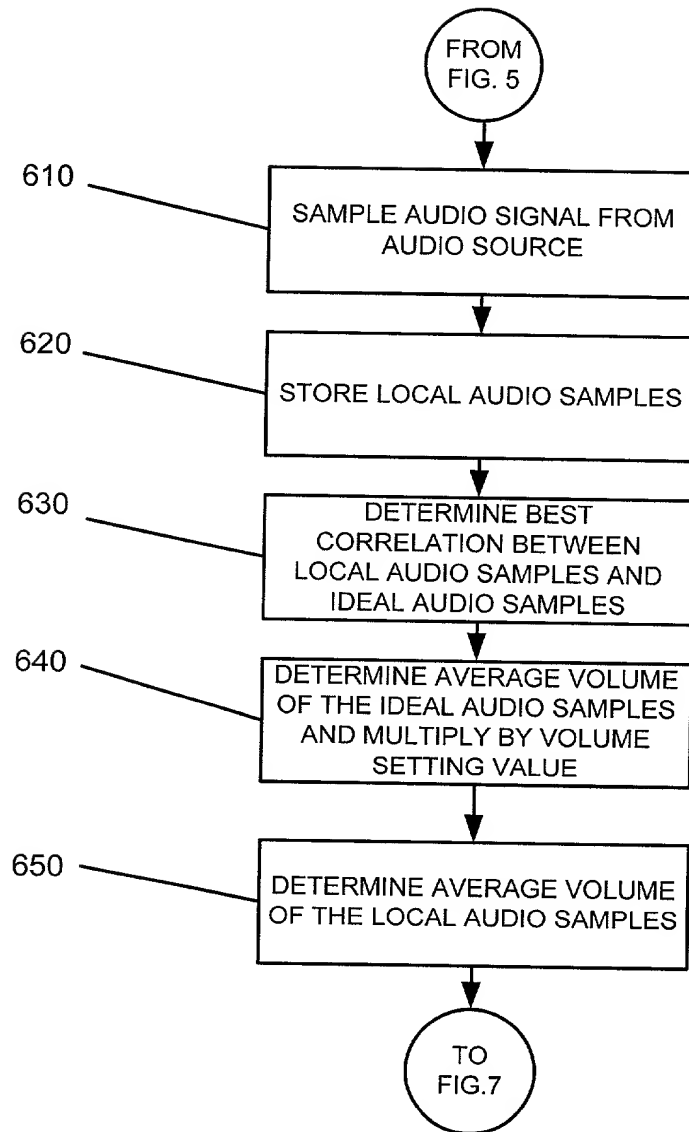 FROM
FIG. 5
610
SAMPLE AUDIO SIGNAL FROM
AUDIO SOURCE
620
STORE LOCAL AUDIO SAMPLES
630
DETERMINE BEST
CORRELATION BETWEEN
LOCAL AUDIO SAMPLES AND
IDEAL AUDIO SAMPLES
640
DETERMINE AVERAGE VOLUME
OF THE IDEAL AUDIO SAMPLES
AND MULTIPLY BY VOLUME
SETTING VALUE
650
DETERMINE AVERAGE VOLUME
OF THE LOCAL AUDIO SAMPLES
TO
FIG.7